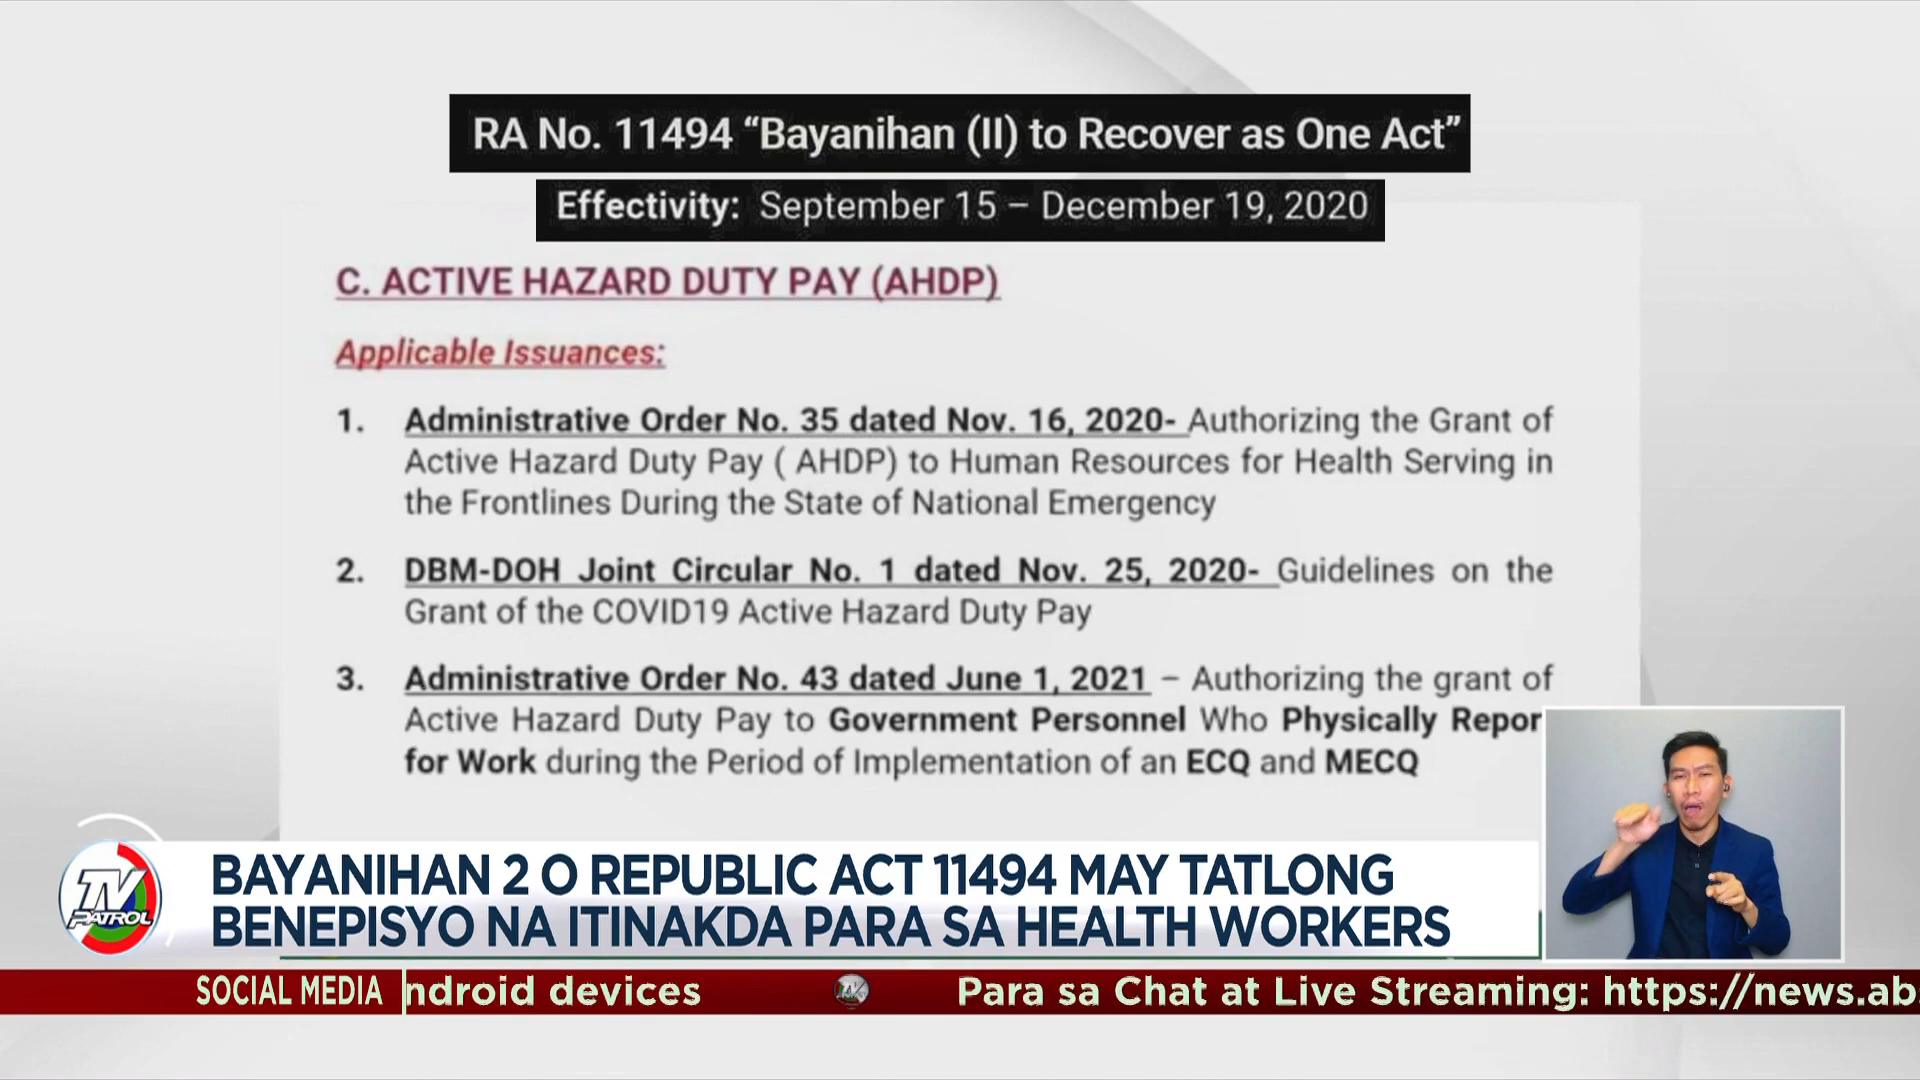 RA No. 11494 “Bayanihan (II) to Recover as One Act”
Effectivity: September 15 – December 19, 2020
C. ACTIVE HAZARD DUTY PAY (AHDP)
Applicable Issuances:
1. Administrative Order No. 35 dated Nov. 16, 2020- Authorizing the Grant of
Active Hazard Duty Pay ( AHDP) to Human Resources for Health Serving in
the Frontlines During the State of National Emergency
2. DBM-DOH Joint Circular No. 1 dated Nov. 25, 2020- Guidelines on the
Grant of the COVID19 Active Hazard Duty Pay
3. Administrative Order No. 43 dated June 1, 2021 – Authorizing the grant of
Active Hazard Duty Pay to Government Personnel Who Physically Repor
for Work during the Period of Implementation of an ECQ and MECQ
TV
PATROL
BAYANIHAN 2 O REPUBLIC ACT 11494 MAY TATLONG
BENEPISYO NA ITINAKDA PARA SA HEALTH WORKERS
SOCIAL MEDIA ndroid devices Para sa Chat at Live Streaming: https://news.abs